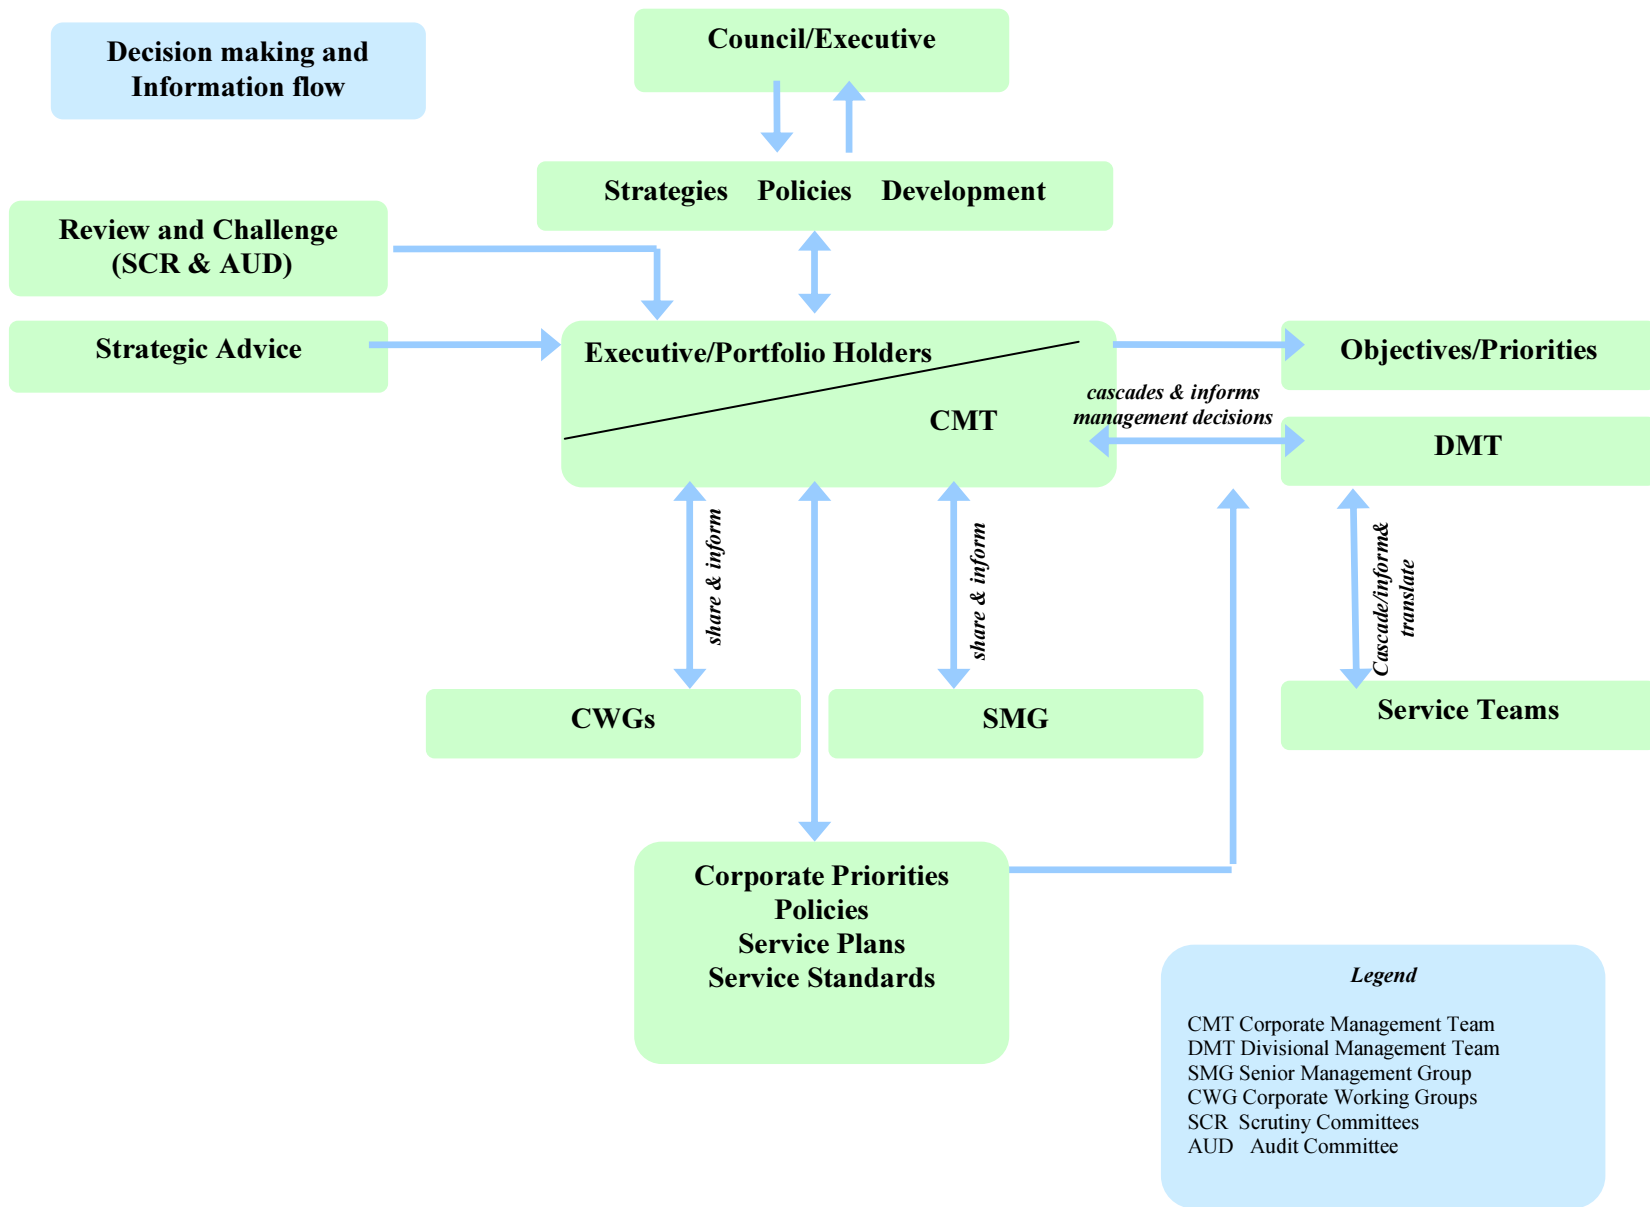 Decision making and
Information flow
Council/Executive
Strategies Policies Development
Review and Challenge
(SCR & AUD)
Strategic Advice
Executive/Portfolio Holders
CMT
Objectives/Priorities
cascades & informs
management decisions
DMT
share & inform
share & inform
Cascade/inform&
translate
CWGs
SMG
Service Teams
Corporate Priorities
Policies
Service Plans
Service Standards
Legend
CMT Corporate Management Team
DMT Divisional Management Team
SMG Senior Management Group
CWG Corporate Working Groups
SCR Scrutiny Committees
AUD Audit Committee